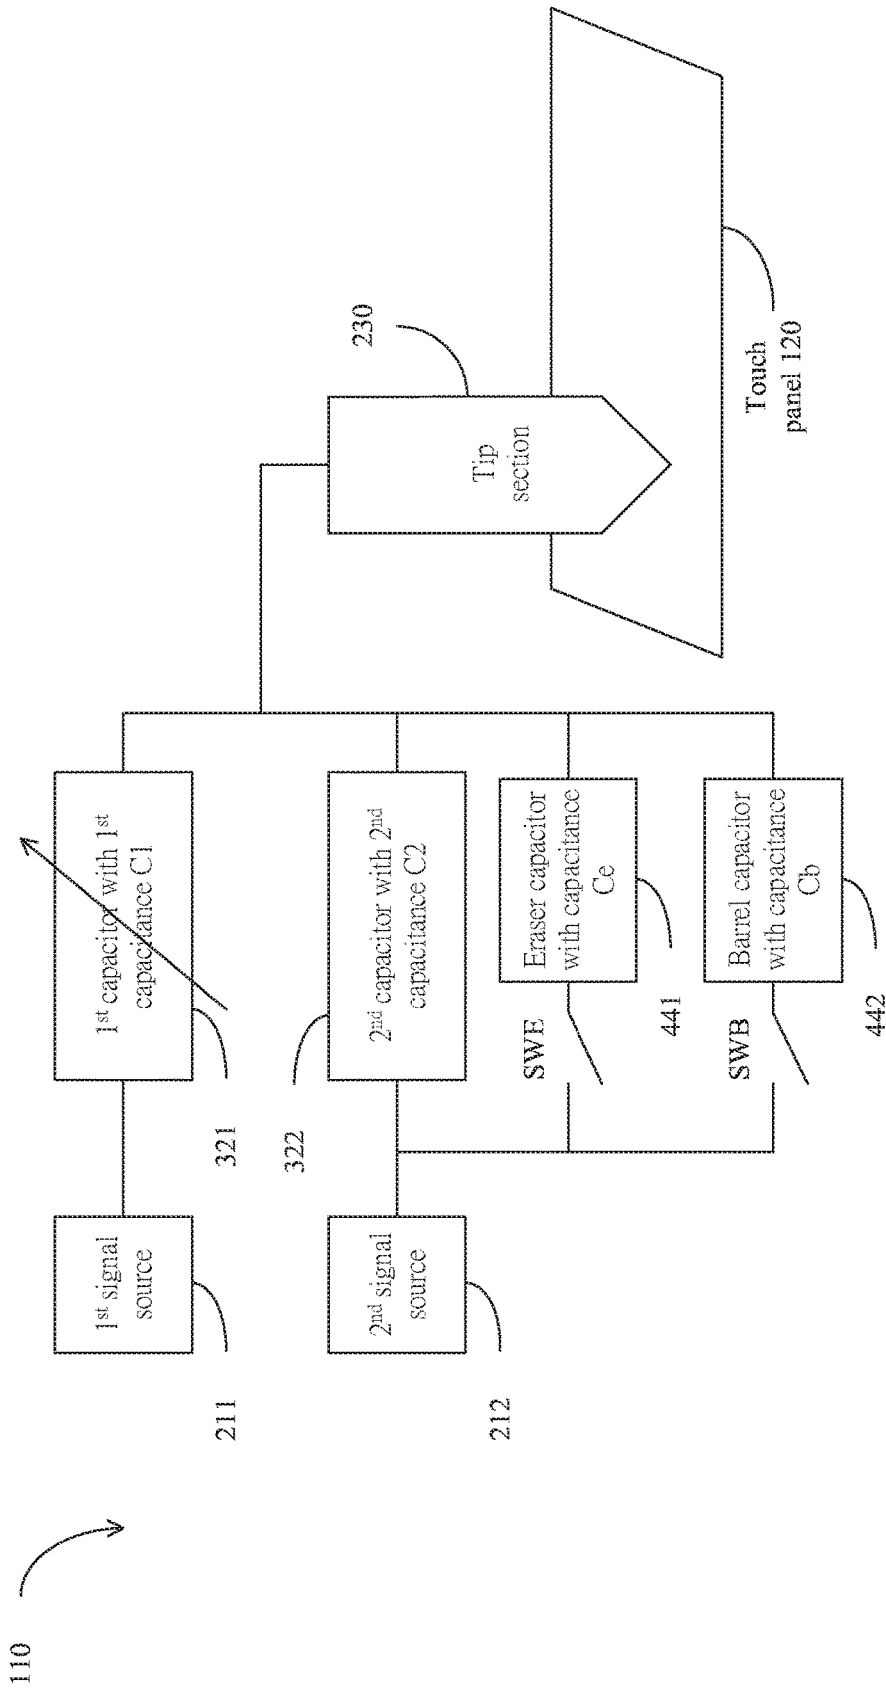 110
211
1st signal
source
321
1st capacitor with 1st
capacitance C1
212
2nd signal
source
322
2nd capacitor with 2nd
capacitance C2
SWE
441
Eraser capacitor
with capacitance
Ce
SWB
442
Barrel capacitor
with capacitance
Cb
230
Tip
section
Touch
panel 120